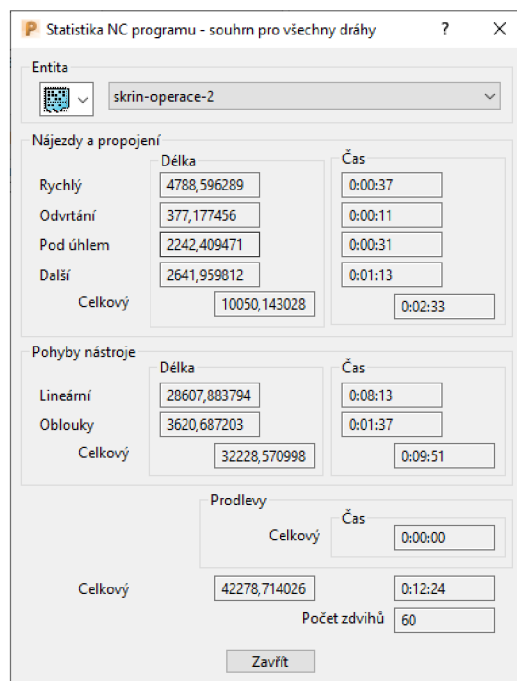 Statistika NC programu - souhrn pro všechny dráhy ? X
Entita
skrin-operace-2
Nájezdy a propojení
Délka Čas
Rychlý 4788,596289 0:00:37
Odvrtání 377,177456 0:00:11
Pod úhlem 2242,409471 0:00:31
Další 2641,959812 0:01:13
Celkový 10050,143028 0:02:33
Pohyby nástroje
Délka Čas
Lineární 28607,883794 0:08:13
Oblouky 3620,687203 0:01:37
Celkový 32228,570998 0:09:51
Prodlevy
Čas
Celkový 0:00:00
Celkový 42278,714026 0:12:24
Počet zdvihů 60
Zavřít